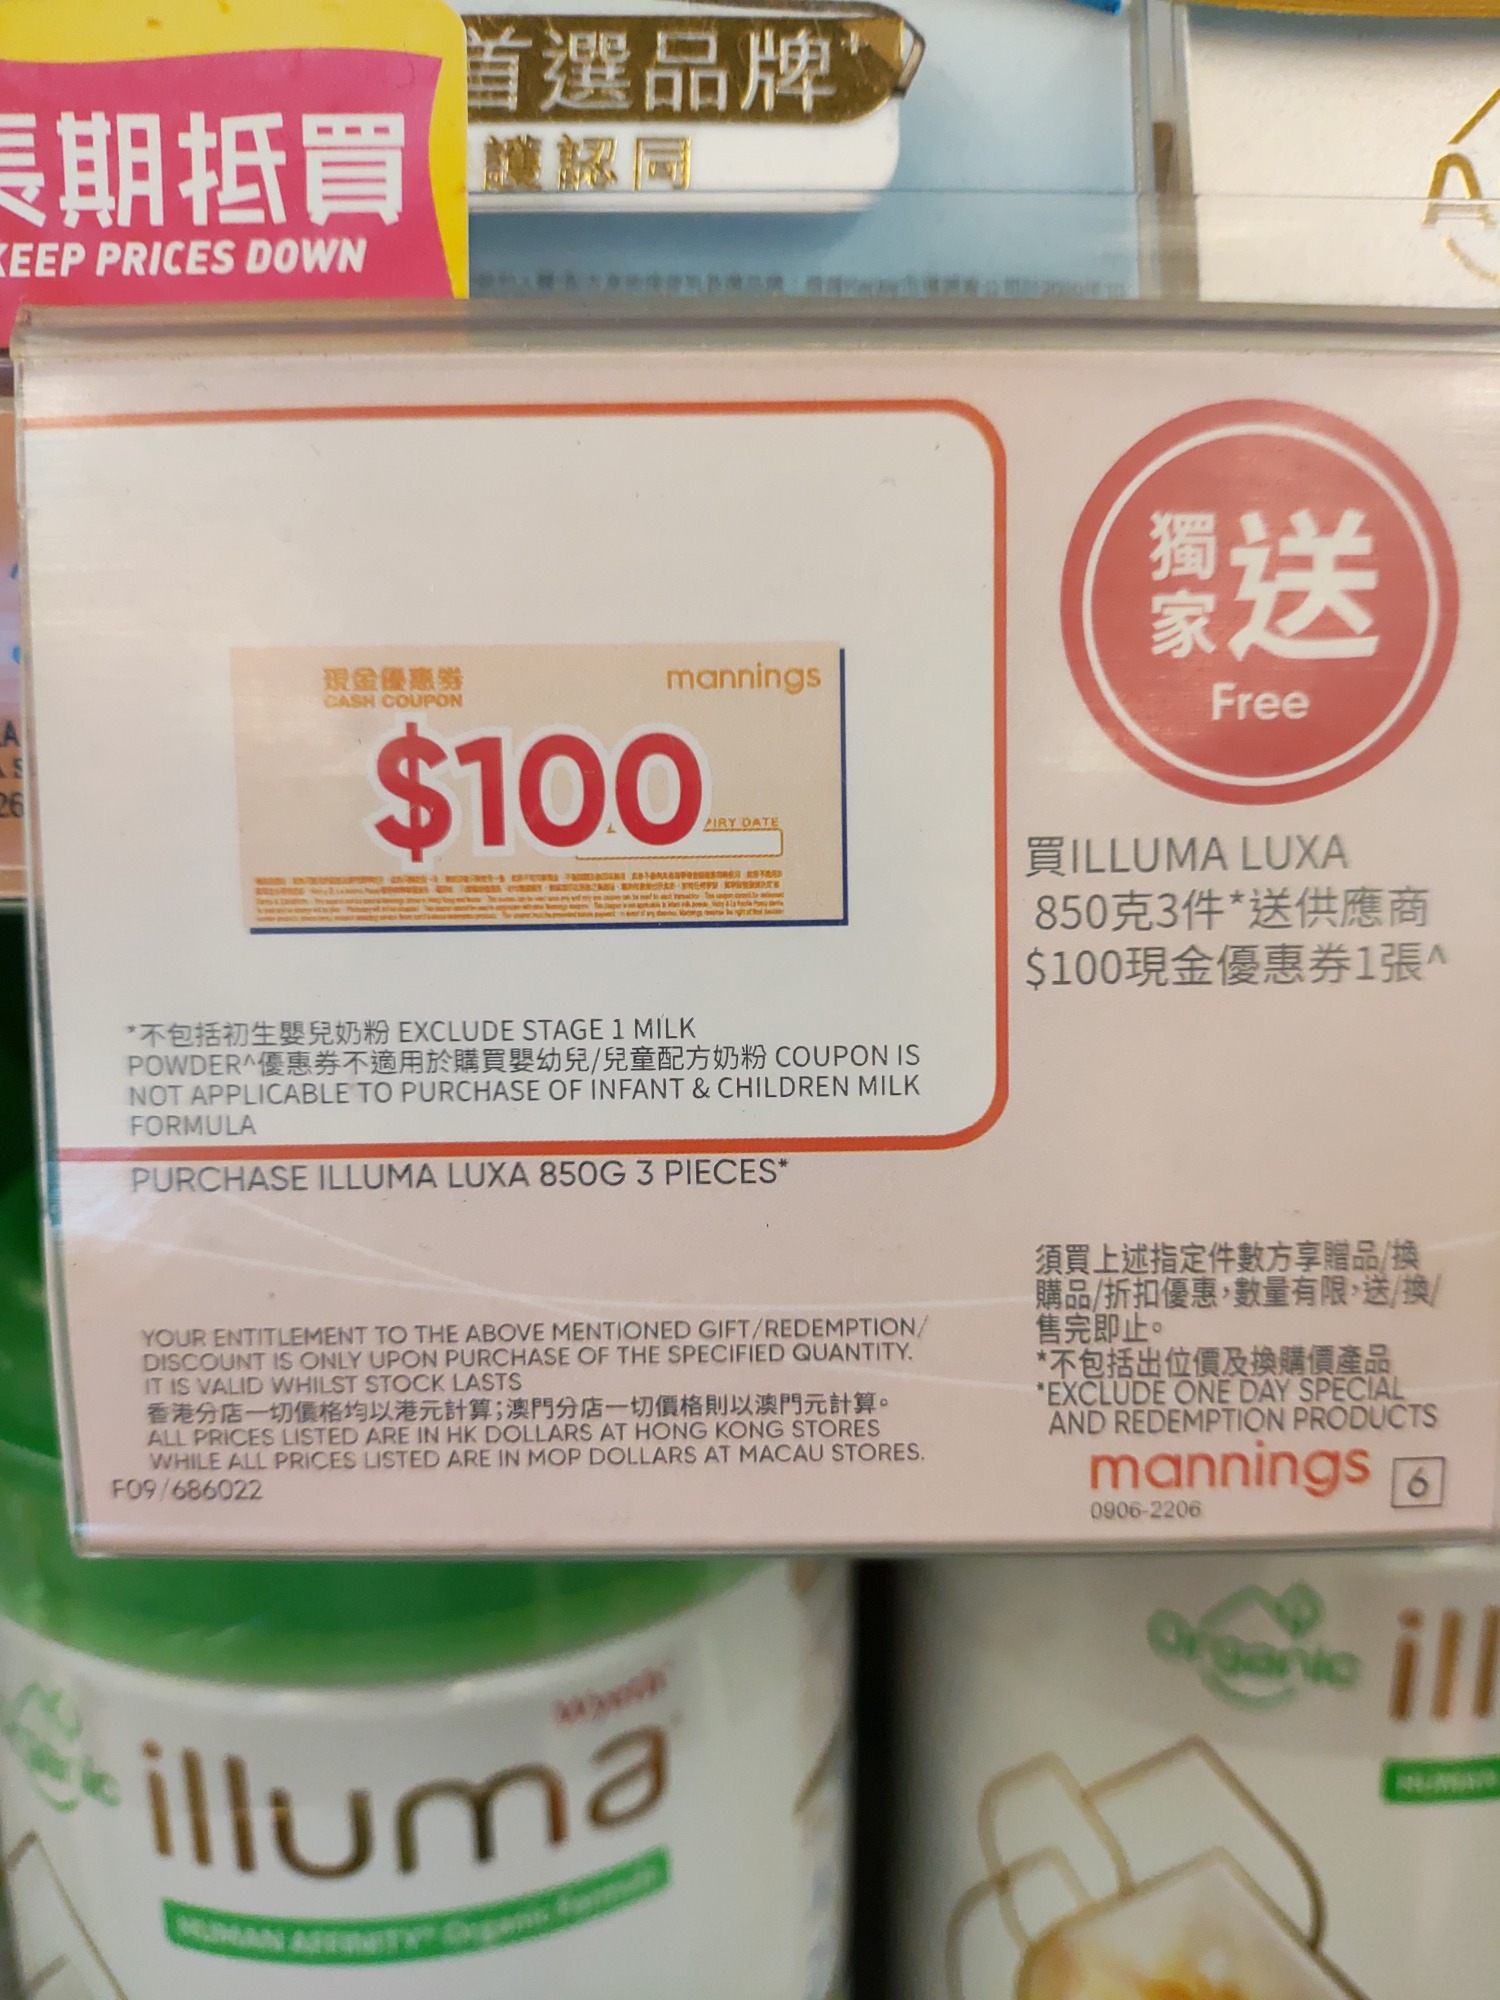 首選品牌
護認同
長期抵買
KEEP PRICES DOWN
現金優惠券
CASH COUPON
mannings
$100
PIRY DATE
獨家送
Free
買ILLUMA LUXA
850克3件*送供應商
$100現金優惠券1張^
*不包括初生嬰兒奶粉 EXCLUDE STAGE 1 MILK
POWDER^優惠券不適用於購買嬰幼兒/兒童配方奶粉 COUPON IS
NOT APPLICABLE TO PURCHASE OF INFANT & CHILDREN MILK
FORMULA
PURCHASE ILLUMA LUXA 850G 3 PIECES*
須買上述指定件數方享贈品/換
購品/折扣優惠,數量有限,送/換/
售完即止。
*不包括出位價及換購價產品
*EXCLUDE ONE DAY SPECIAL
AND REDEMPTION PRODUCTS
YOUR ENTITLEMENT TO THE ABOVE MENTIONED GIFT/REDEMPTION/
DISCOUNT IS ONLY UPON PURCHASE OF THE SPECIFIED QUANTITY.
IT IS VALID WHILST STOCK LASTS
香港分店一切價格均以港元計算;澳門分店一切價格則以澳門元計算。
ALL PRICES LISTED ARE IN HK DOLLARS AT HONG KONG STORES
WHILE ALL PRICES LISTED ARE IN MOP DOLLARS AT MACAU STORES.
F09/686022
mannings 6
0906-2206
Wyeth
illuma
HUMAN AFFINITY Organic Formula
Organic
ill
HUMAN